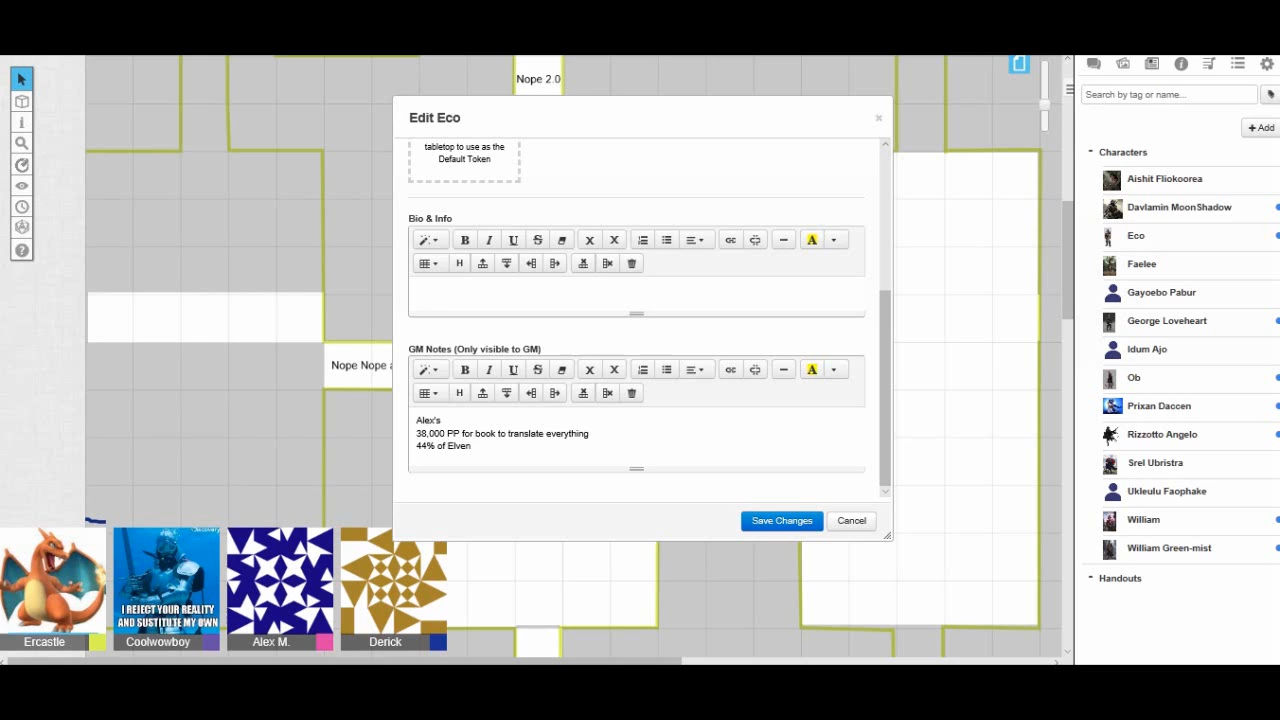 Nope 2.0
Edit Eco
×
tabletop to use as the
Default Token
Bio & Info
B I U S X X H A
GM Notes (Only visible to GM)
B I U S X X H A
Alex's
38,000 PP for book to translate everything
44% of Elven
Save Changes
Cancel
Nope Nope
Search by tag or name...
+ Add
Characters
Aishit Fliokoorea
Davlamin MoonShadow
Eco
Faelee
Gayoebo Pabur
George Loveheart
Idum Ajo
Ob
Prixan Daccen
Rizzotto Angelo
Srel Ubristra
Ukleulu Faophake
William
William Green-mist
Handouts
Discovery
I REJECT YOUR REALITY
AND SUSTITUTE MY OWN
Ercastle
Coolwowboy
Alex M.
Derick